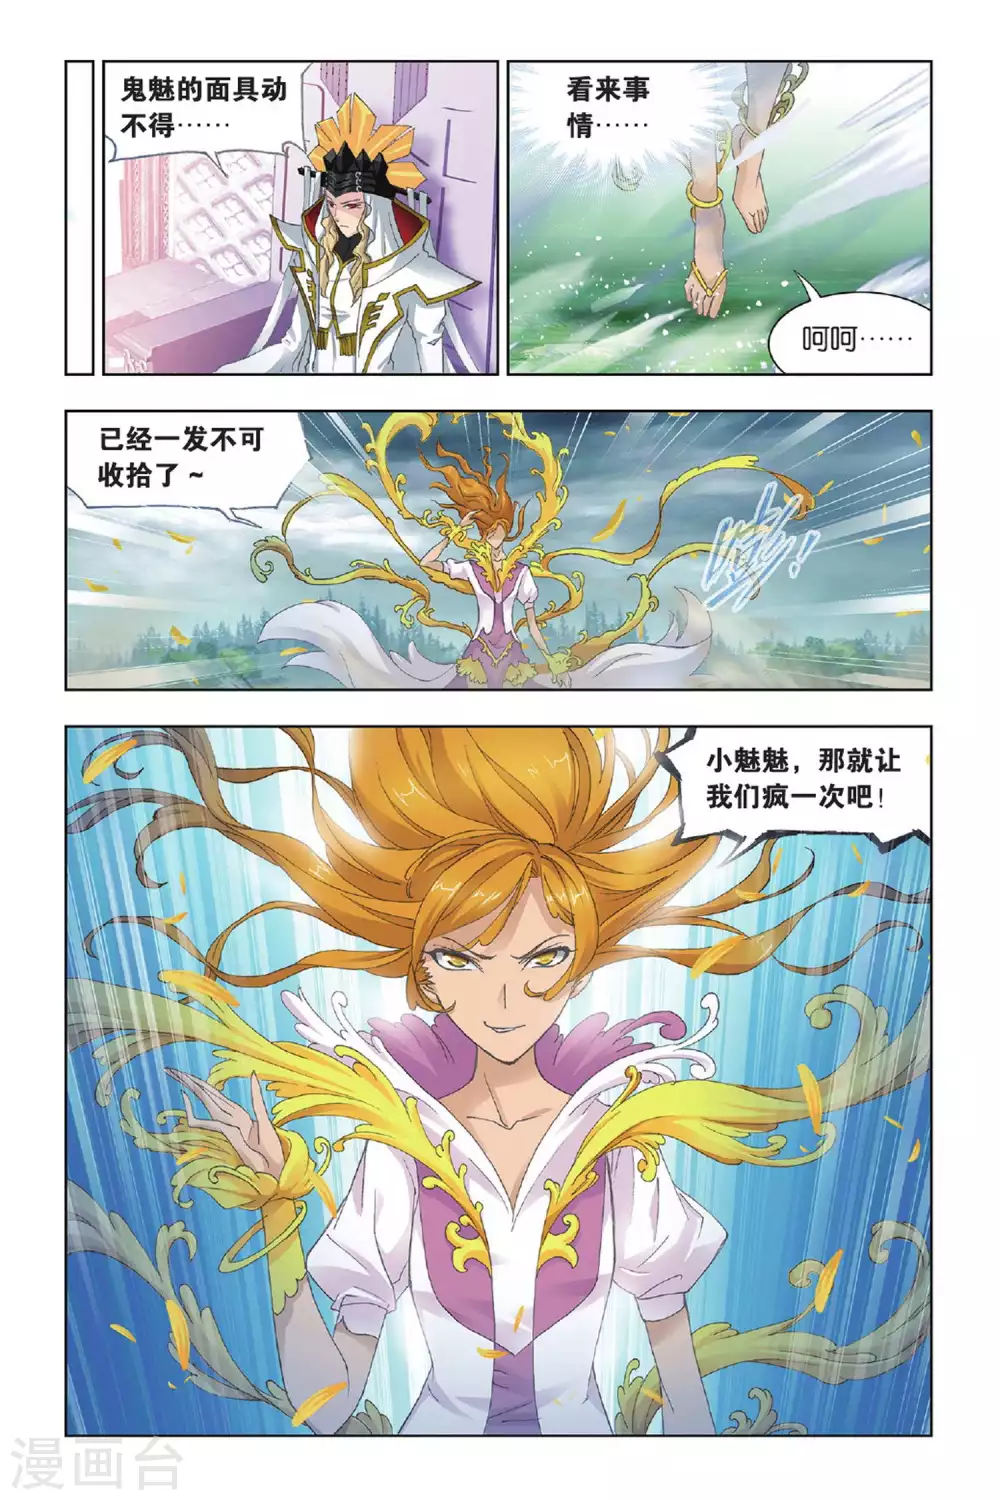 鬼魅的面具动
不得……
看来事
情……
呵呵……
已经一发不可
收拾了～
嘭！
小魅魅，那就让
我们疯一次吧！
漫画台